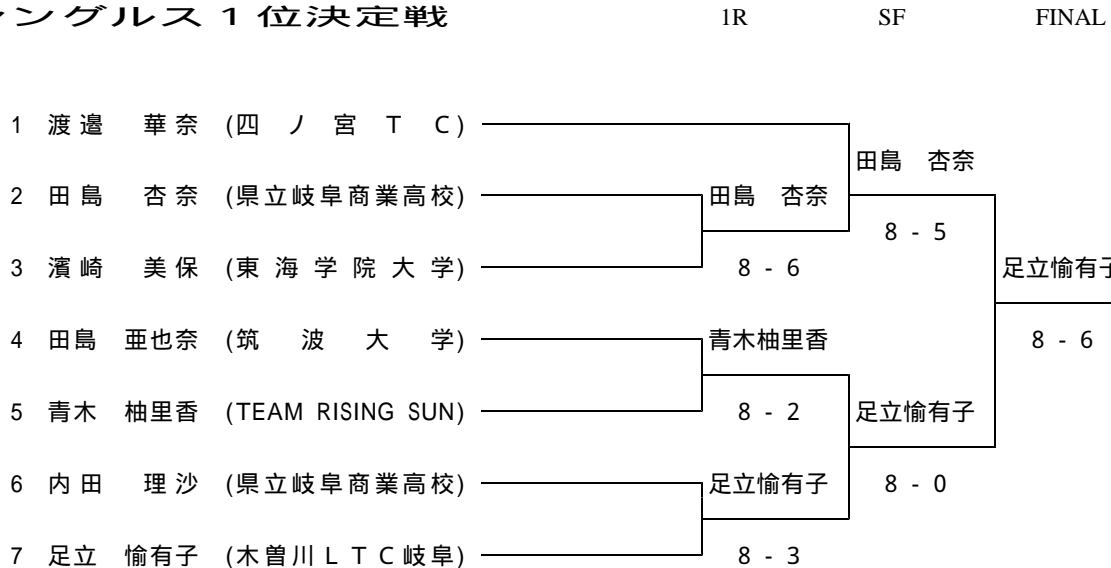 ングルス１位決定戦 1R SF FINAL
1 渡邉 華奈 (四ノ宮ＴＣ)
田島 杏奈
2 田島 杏奈 (県立岐阜商業高校) 田島 杏奈
8 - 5
3 濱崎 美保 (東海学院大学) 8 - 6 足立愉有子
4 田島 亜也奈 (筑波大学) 青木柚里香 8 - 6
5 青木 柚里香 (TEAM RISING SUN) 8 - 2 足立愉有子
6 内田 理沙 (県立岐阜商業高校) 足立愉有子 8 - 0
7 足立 愉有子 (木曽川ＬＴＣ岐阜) 8 - 3